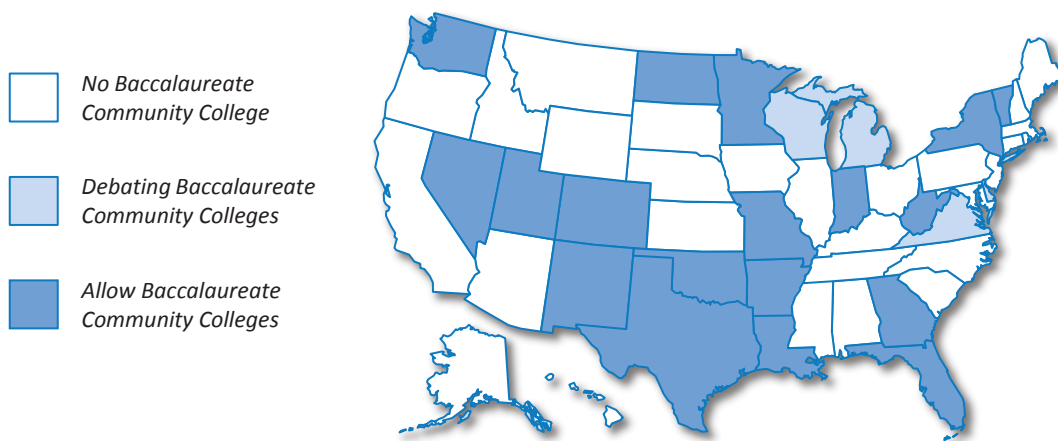 No Baccalaureate
Community College
Debating Baccalaureate
Community Colleges
Allow Baccalaureate
Community Colleges